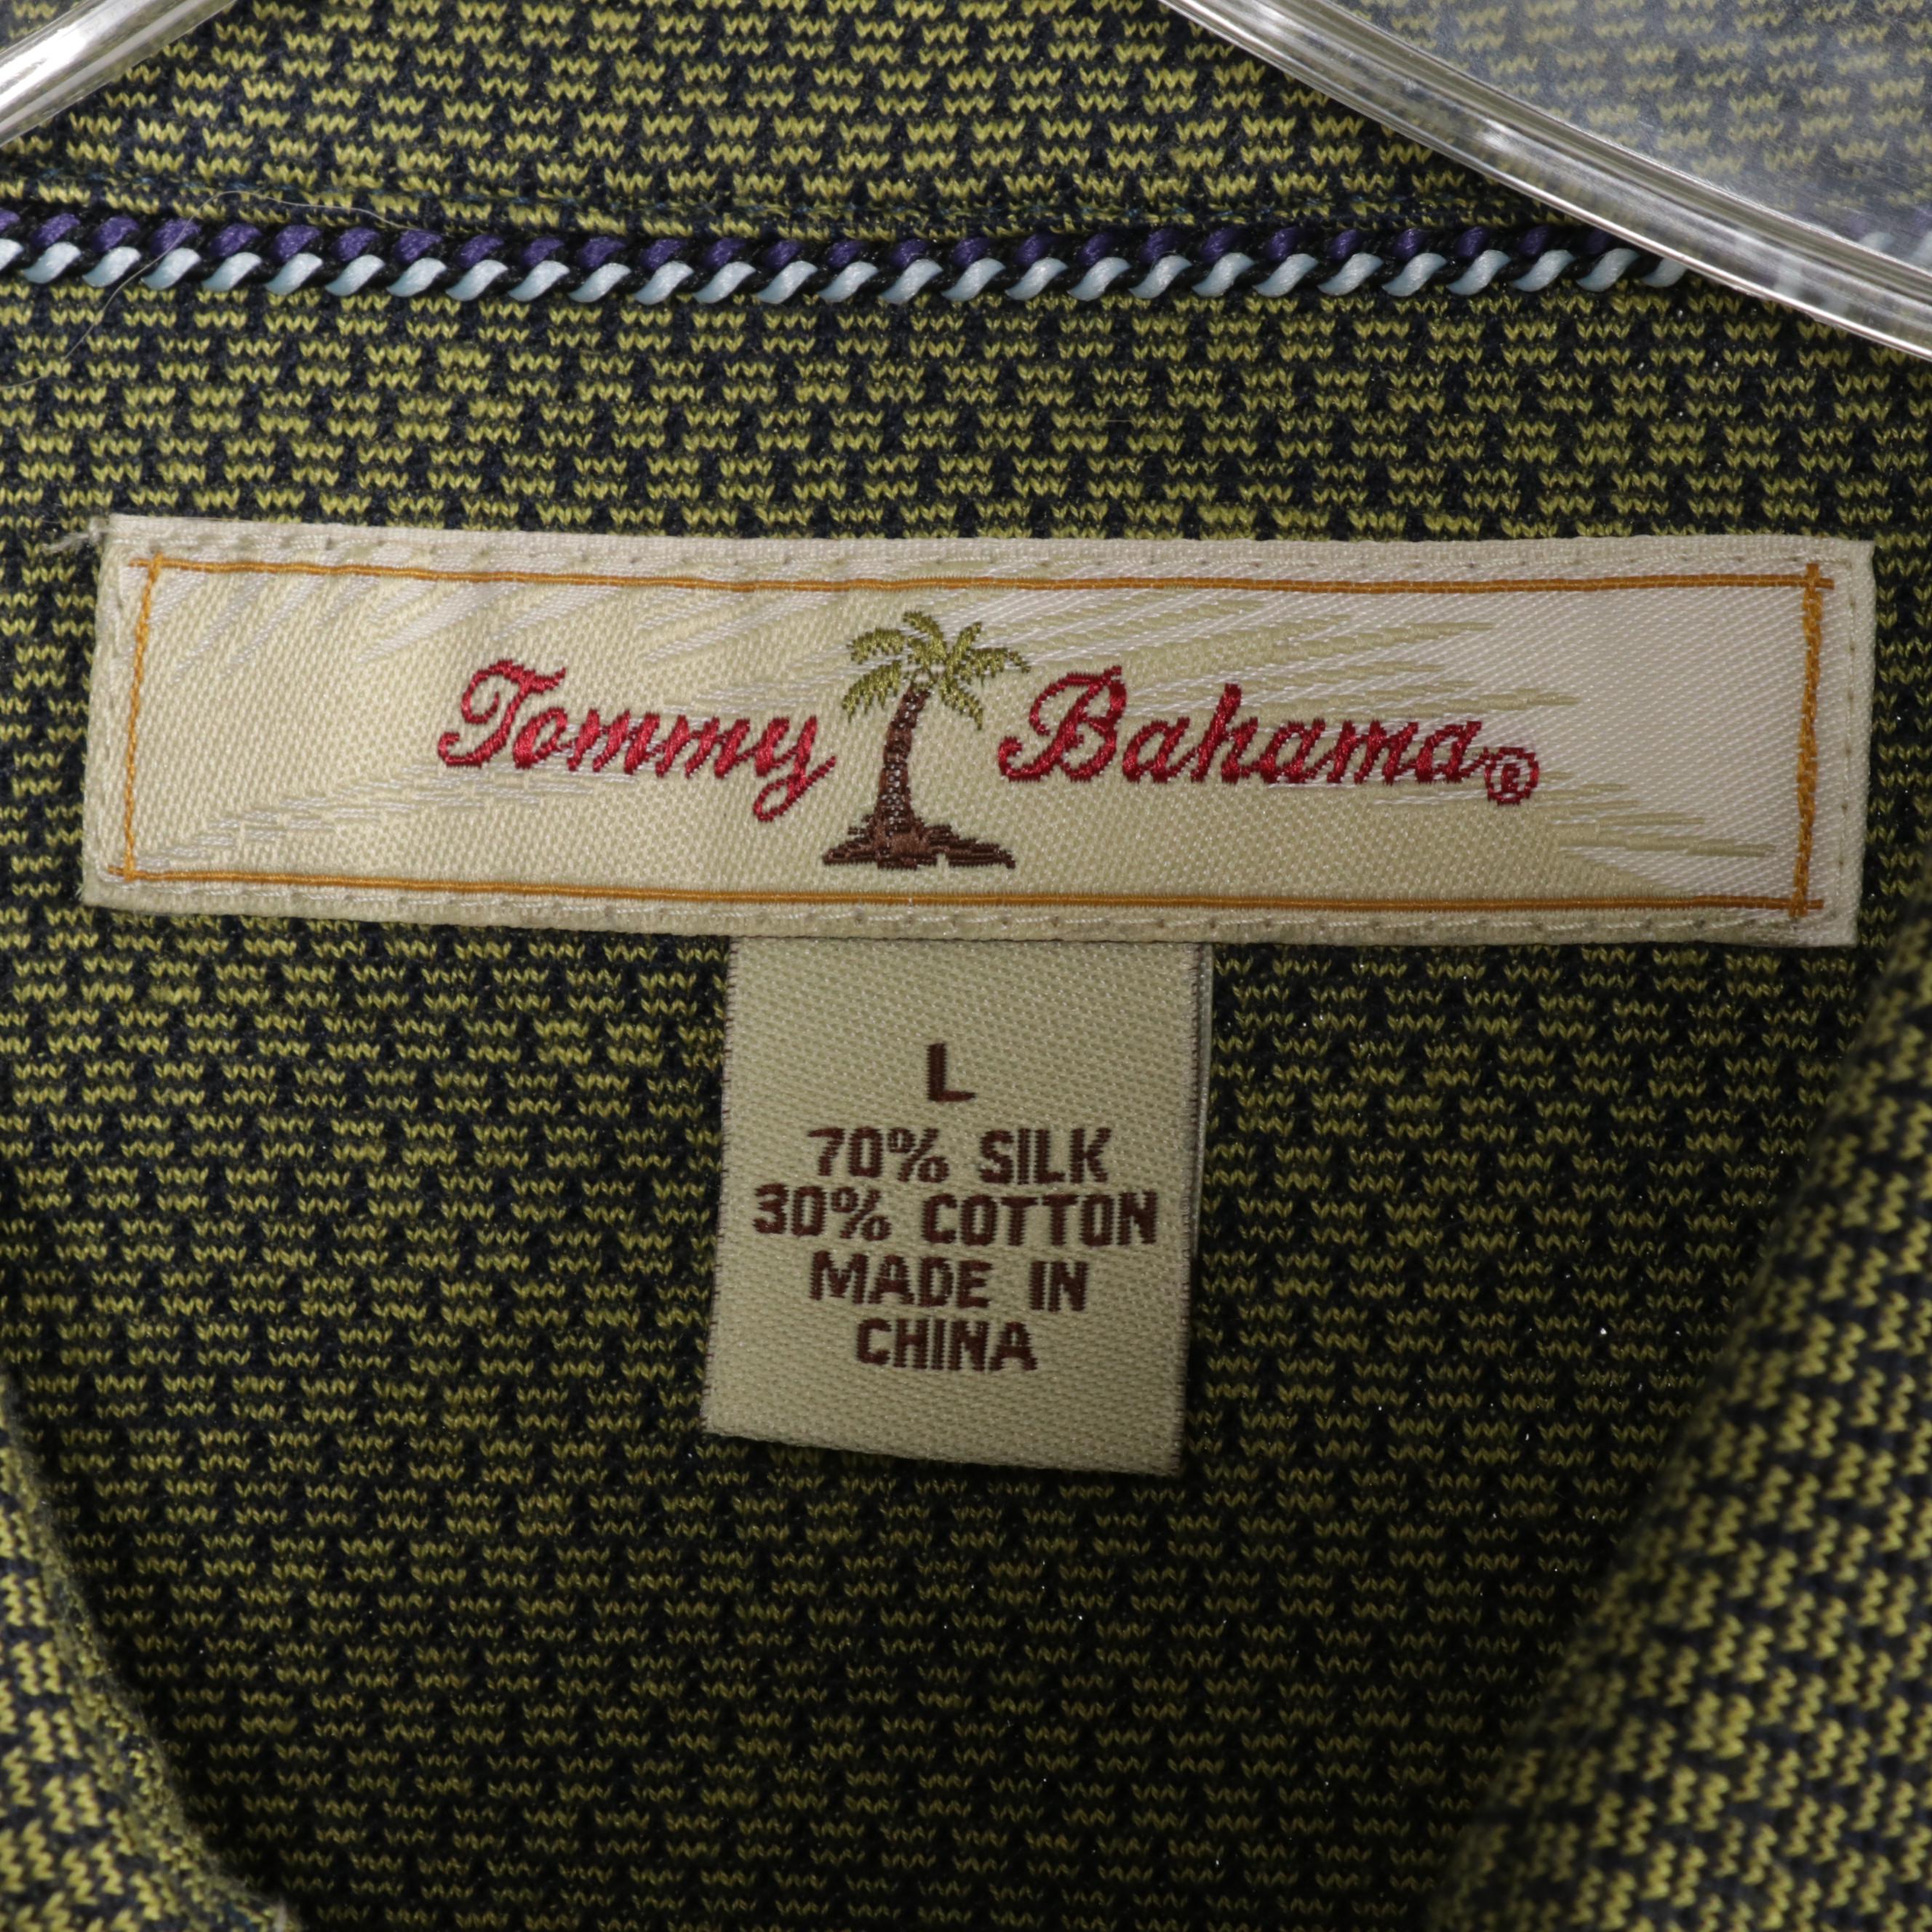 Tommy Bahama®
L
70% SILK
30% COTTON
MADE IN
CHINA